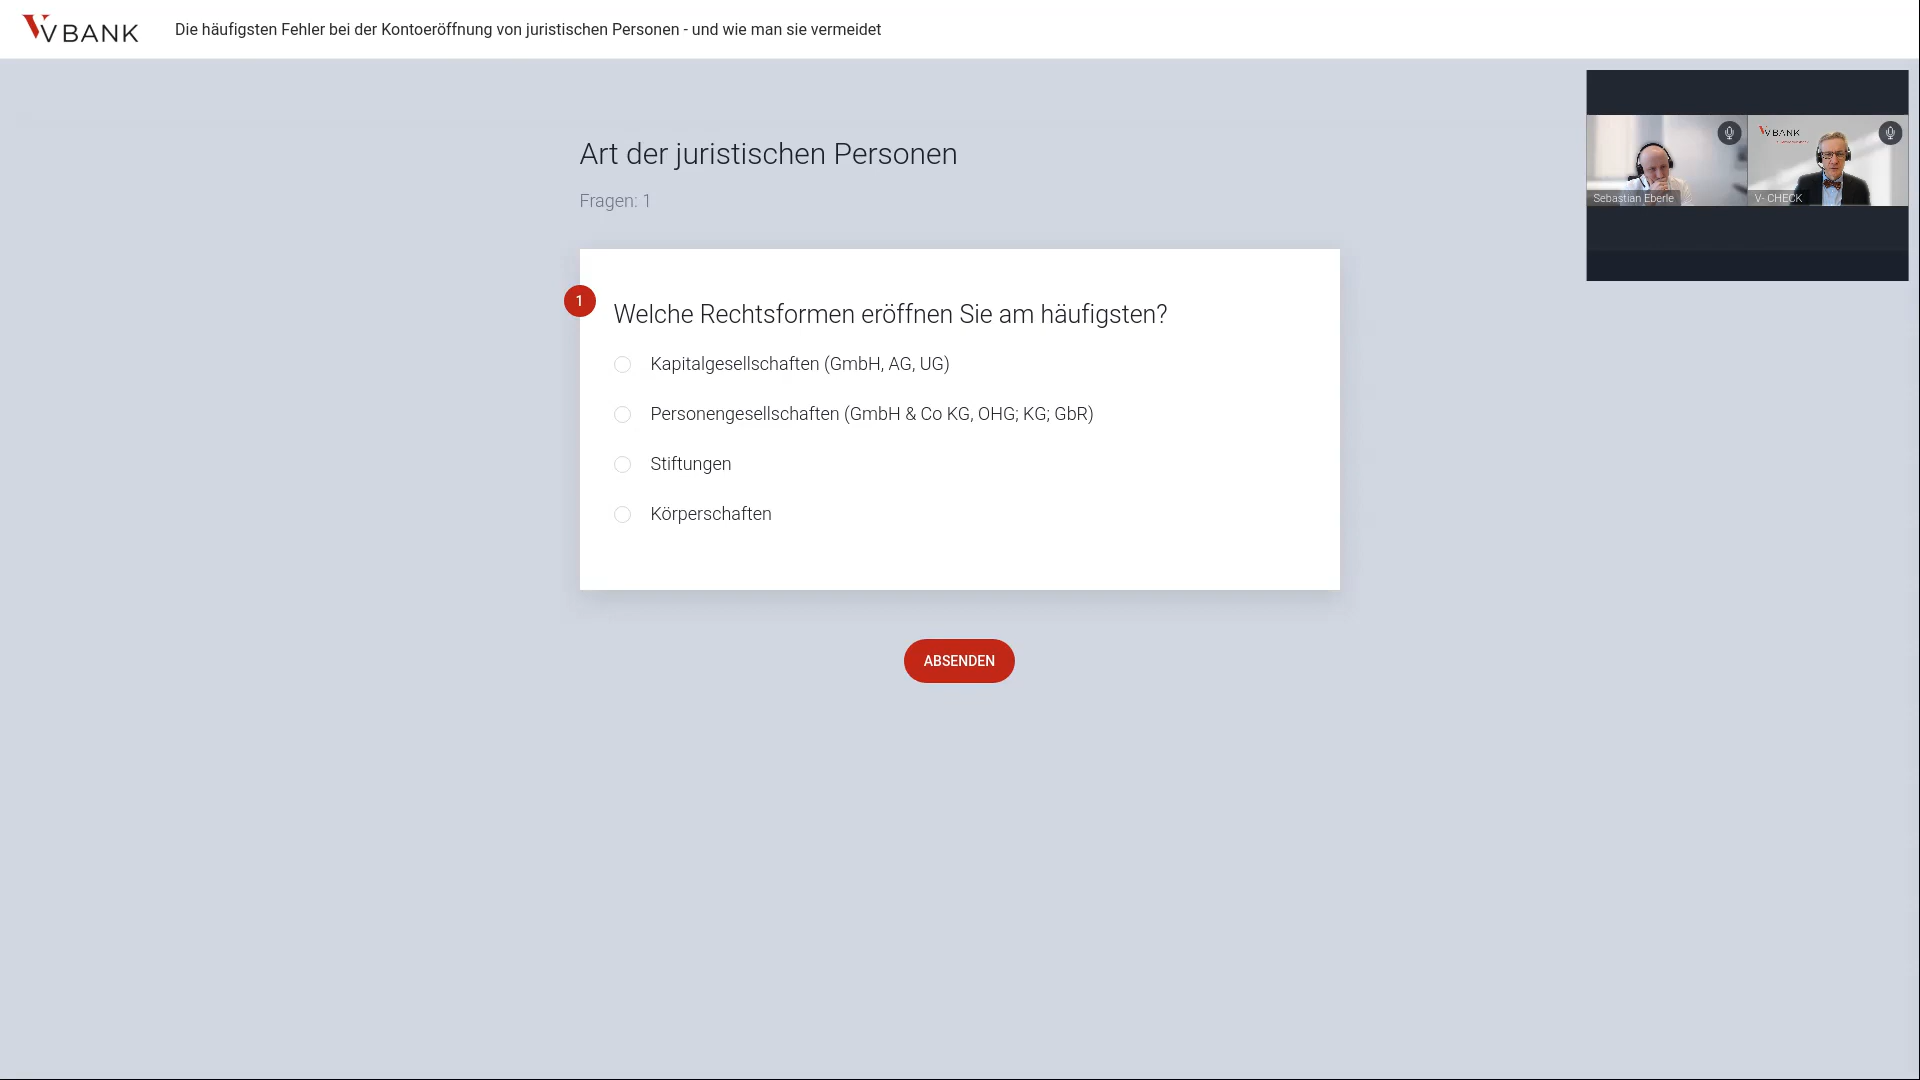 VBANK Die häufigsten Fehler bei der Kontoeröffnung von juristischen Personen - und wie man sie vermeidet
Art der juristischen Personen
Fragen: 1
VBANK
Sebastian Eberle
V- CHECK
1
Welche Rechtsformen eröffnen Sie am häufigsten?
Kapitalgesellschaften (GmbH, AG, UG)
Personengesellschaften (GmbH & Co KG, OHG; KG; GbR)
Stiftungen
Körperschaften
ABSENDEN